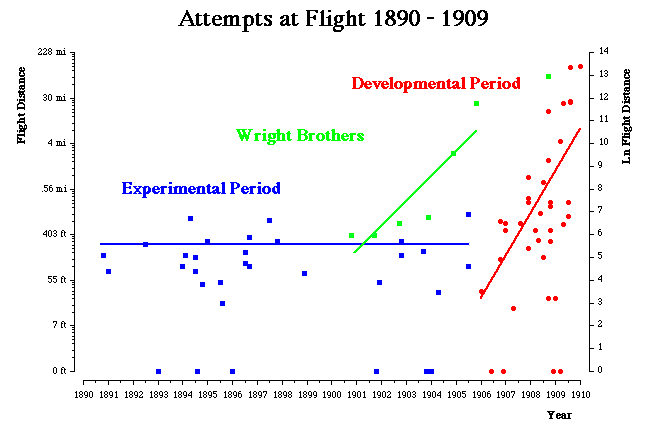 Attempts at Flight 1890 - 1909
228 mi
30 mi
4 mi
56 mi
403 ft
55 ft
7 ft
0 ft
Flight Distance
Developmental Period
Wright Brothers
Experimental Period
14
13
12
11
10
9
8
7
6
5
4
3
2
1
0
Ln Flight Distance
1890 1891 1892 1893 1894 1895 1896 1897 1898 1899 1900 1901 1902 1903 1904 1905 1906 1907 1908 1909 1910
Year